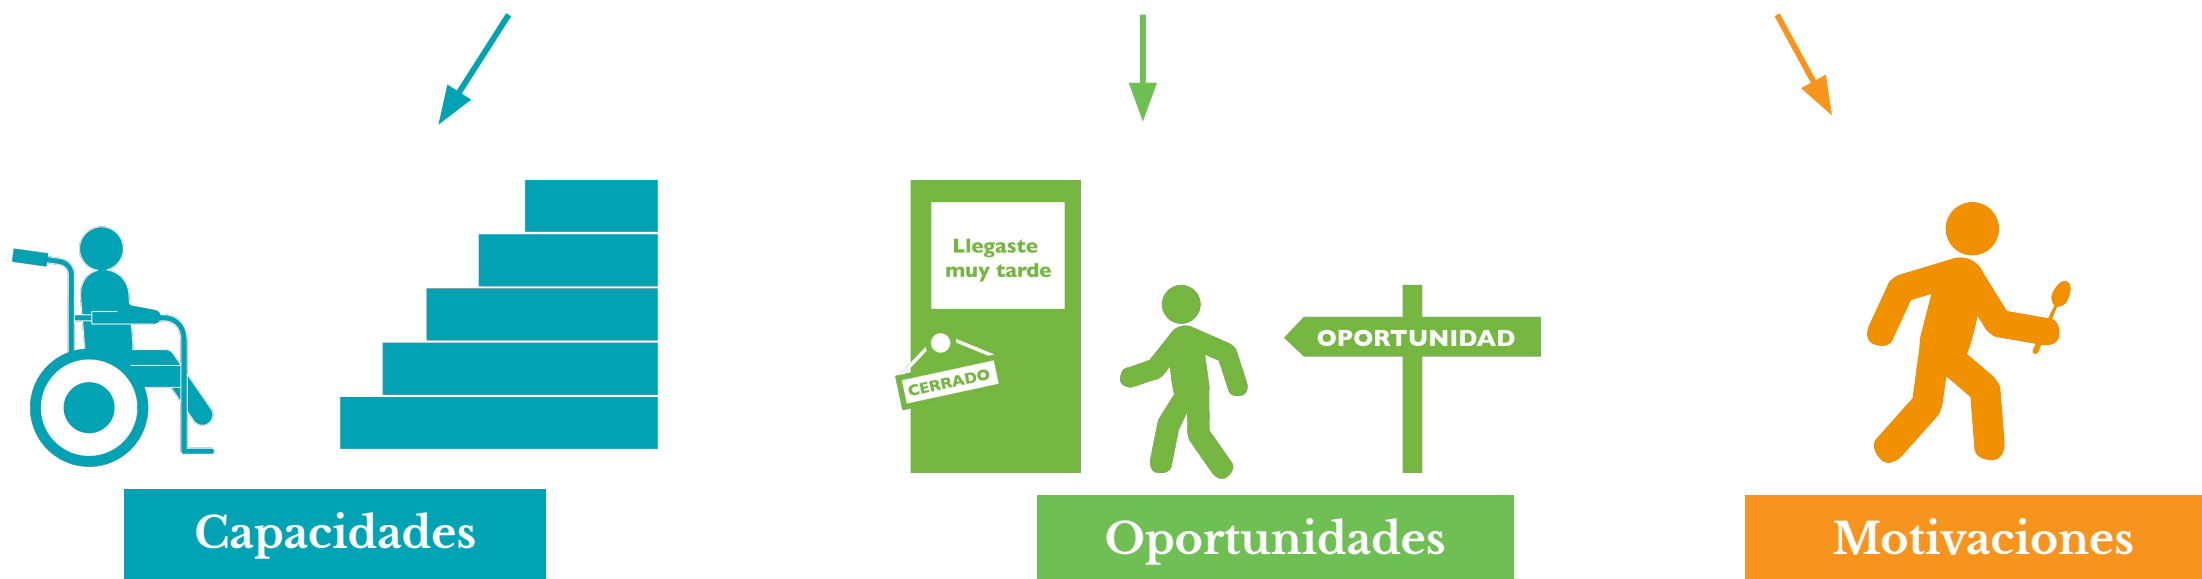 Llegaste
muy tarde
CERRADO
OPORTUNIDAD
Capacidades
Oportunidades
Motivaciones